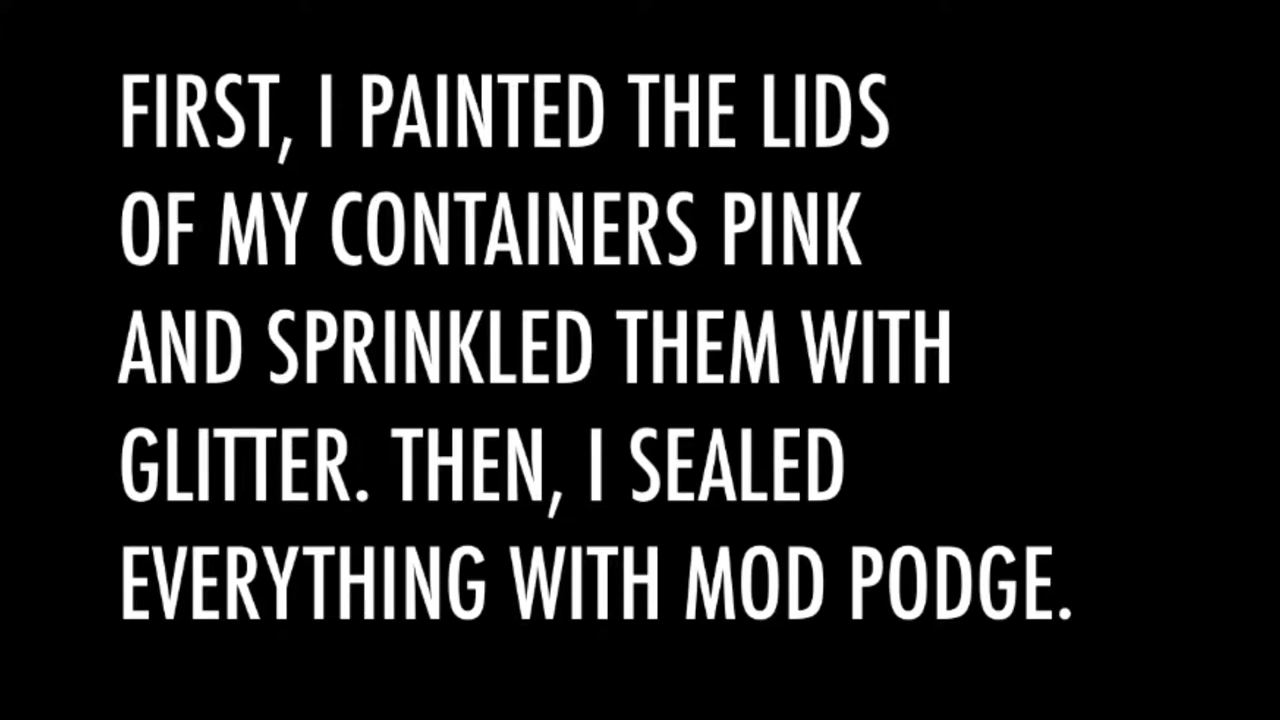 FIRST, I PAINTED THE LIDS
OF MY CONTAINERS PINK
AND SPRINKLED THEM WITH
GLITTER. THEN, I SEALED
EVERYTHING WITH MOD PODGE.